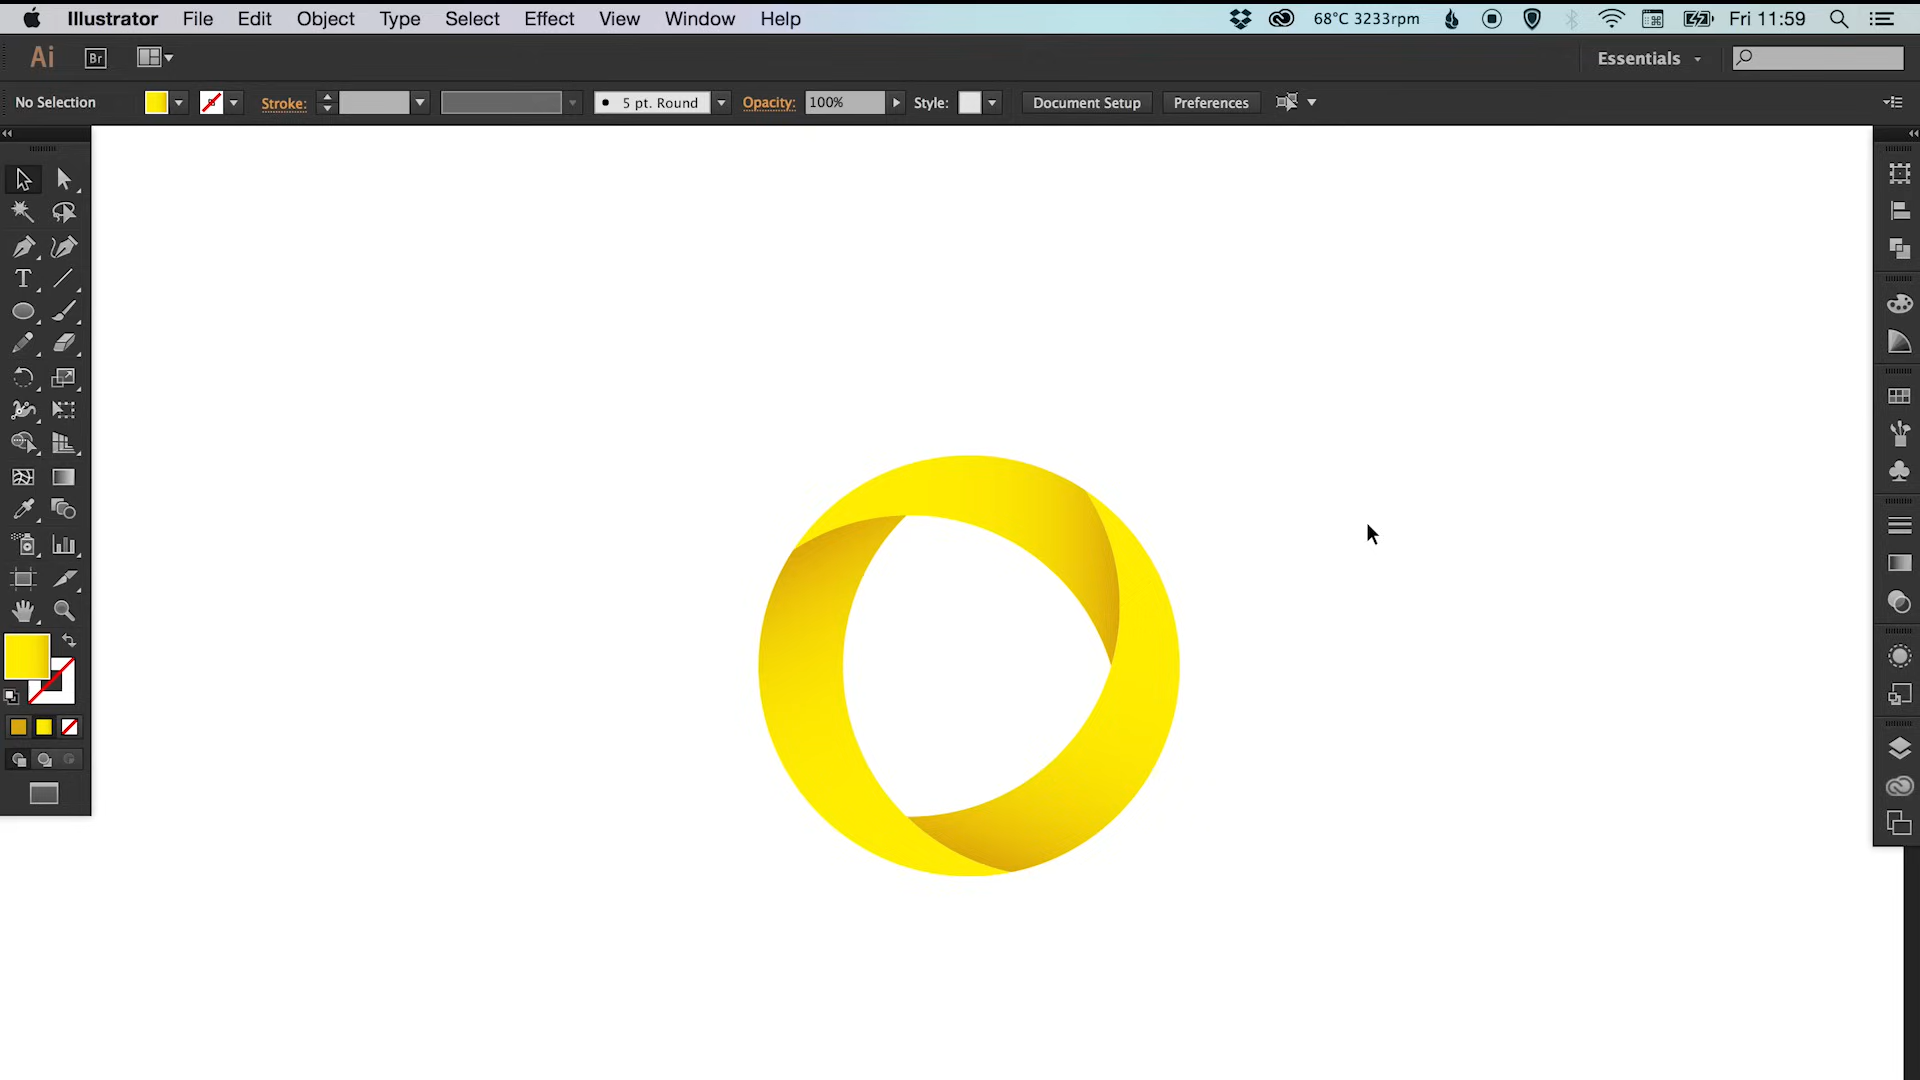 Illustrator File Edit Object Type Select Effect View Window Help 68°C 3233rpm Fri 11:59
Ai Br Essentials
No Selection Stroke: 5 pt. Round Opacity: 100% Style: Document Setup Preferences
T